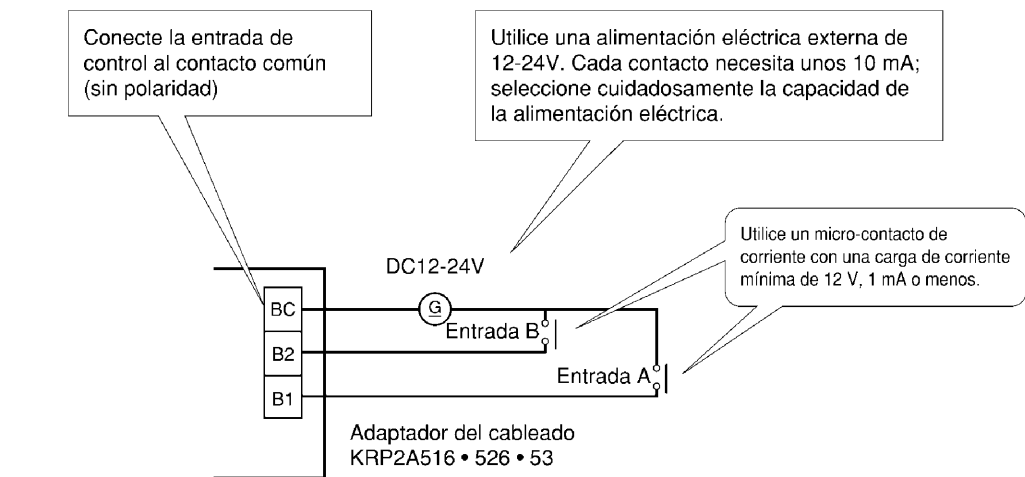 Conecte la entrada de
control al contacto común
(sin polaridad)
Utilice una alimentación eléctrica externa de
12-24V. Cada contacto necesita unos 10 mA;
seleccione cuidadosamente la capacidad de
la alimentación eléctrica.
Utilice un micro-contacto de
corriente con una carga de corriente
mínima de 12 V, 1 mA o menos.
DC12-24V
BC
G
Entrada B
B2
Entrada A
B1
Adaptador del cableado
KRP2A516 • 526 • 53